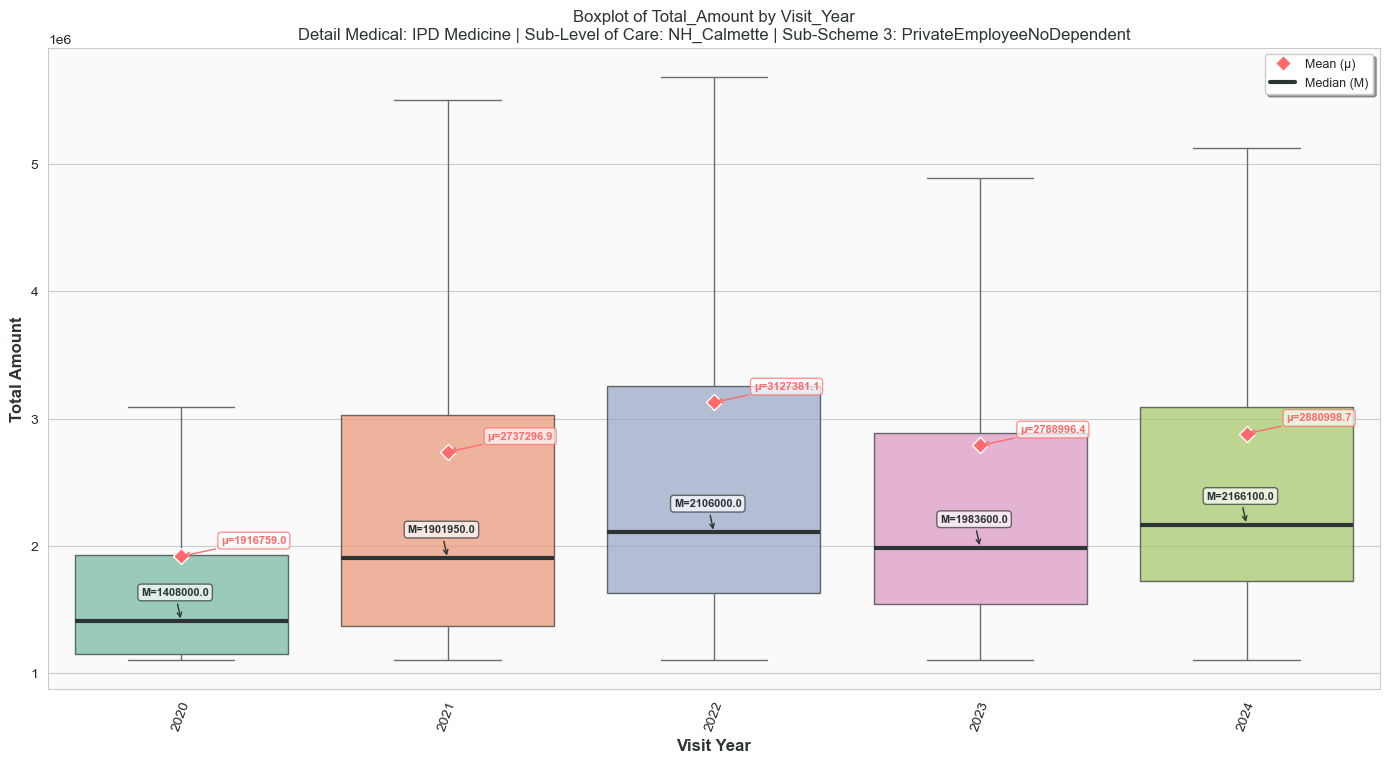 Boxplot of Total_Amount by Visit_Year
Detail Medical: IPD Medicine | Sub-Level of Care: NH_Calmette | Sub-Scheme 3: PrivateEmployeeNoDependent
1e6
Mean (μ)
Median (M)
Total Amount
5
4
3
2
1
μ=1916759.0
M=1408000.0
μ=2737296.9
M=1901950.0
μ=3127381.1
M=2106000.0
μ=2788996.4
M=1983600.0
μ=2880998.7
M=2166100.0
2020
2021
2022
2023
2024
Visit Year